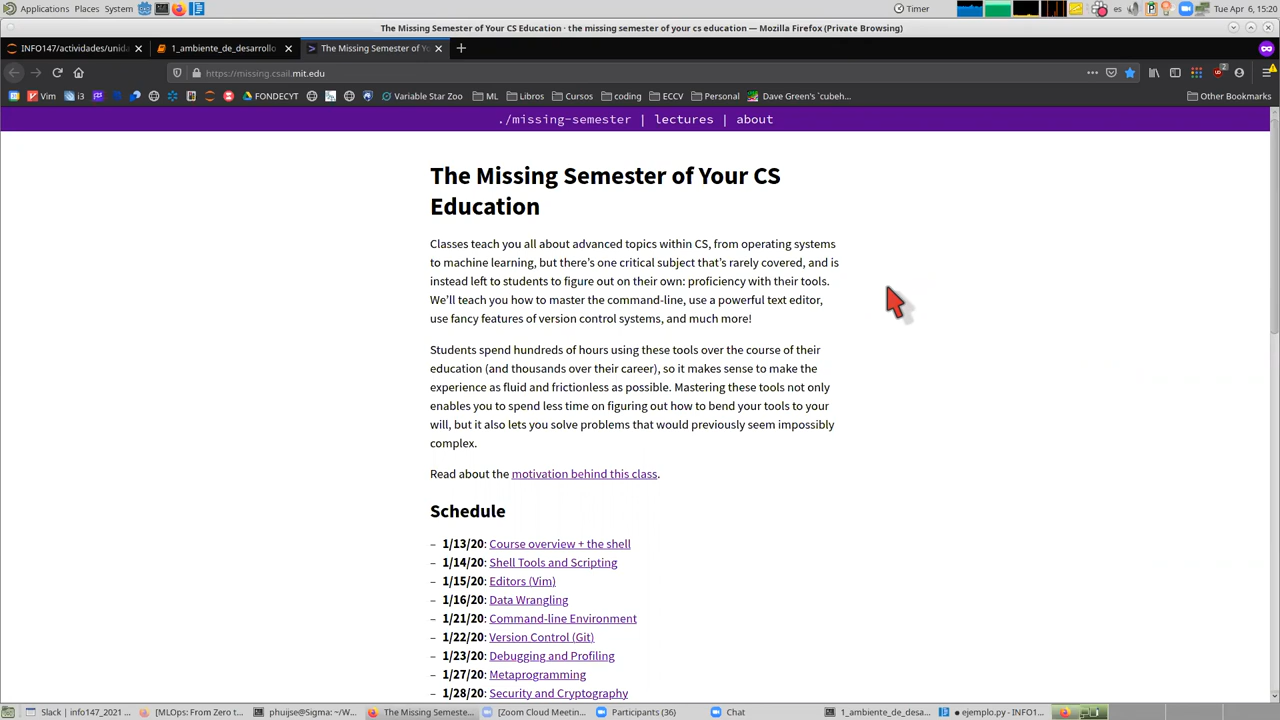 Applications Places System
Timer
es
Tue Apr 6, 15:20
The Missing Semester of Your CS Education · the missing semester of your cs education — Mozilla Firefox (Private Browsing)
INFO147/actividades/unida
1_ambiente_de_desarrollo
The Missing Semester of Yo
https://missing.csail.mit.edu
2
Vim
i3
FONDECYT
Variable Star Zoo
ML
Libros
Cursos
coding
ECCV
Personal
Dave Green's `cubeh...
Other Bookmarks
./missing-semester | lectures | about
The Missing Semester of Your CS
Education
Classes teach you all about advanced topics within CS, from operating systems
to machine learning, but there's one critical subject that's rarely covered, and is
instead left to students to figure out on their own: proficiency with their tools.
We'll teach you how to master the command-line, use a powerful text editor,
use fancy features of version control systems, and much more!
Students spend hundreds of hours using these tools over the course of their
education (and thousands over their career), so it makes sense to make the
experience as fluid and frictionless as possible. Mastering these tools not only
enables you to spend less time on figuring out how to bend your tools to your
will, but it also lets you solve problems that would previously seem impossibly
complex.
Read about the motivation behind this class.
Schedule
– 1/13/20: Course overview + the shell
– 1/14/20: Shell Tools and Scripting
– 1/15/20: Editors (Vim)
– 1/16/20: Data Wrangling
– 1/21/20: Command-line Environment
– 1/22/20: Version Control (Git)
– 1/23/20: Debugging and Profiling
– 1/27/20: Metaprogramming
– 1/28/20: Security and Cryptography
Slack | info147_2021 ...
[MLOps: From Zero t...
phuijse@Sigma: ~/W...
The Missing Semeste...
[Zoom Cloud Meetin...
Participants (36)
Chat
1_ambiente_de_desa...
● ejemplo.py - INFO1...